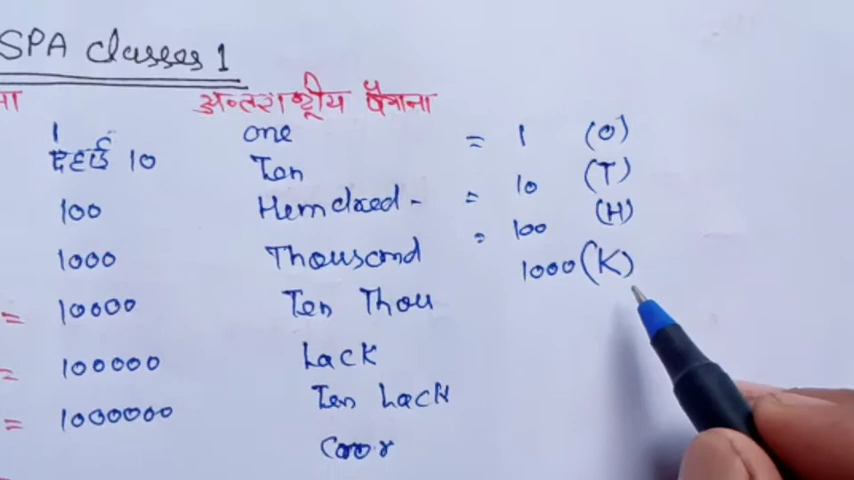 SPA Classes 1
मा अन्तराष्ट्रीय पैमाना
1 one = 1 (O)
दहाई 10 Ten = 10 (T)
100 Hemdred - = 100 (H)
1000 Thousand 1000 (K)
= 10000 Ten Thou
= 100000 Lack
= 1000000 Ten Lack